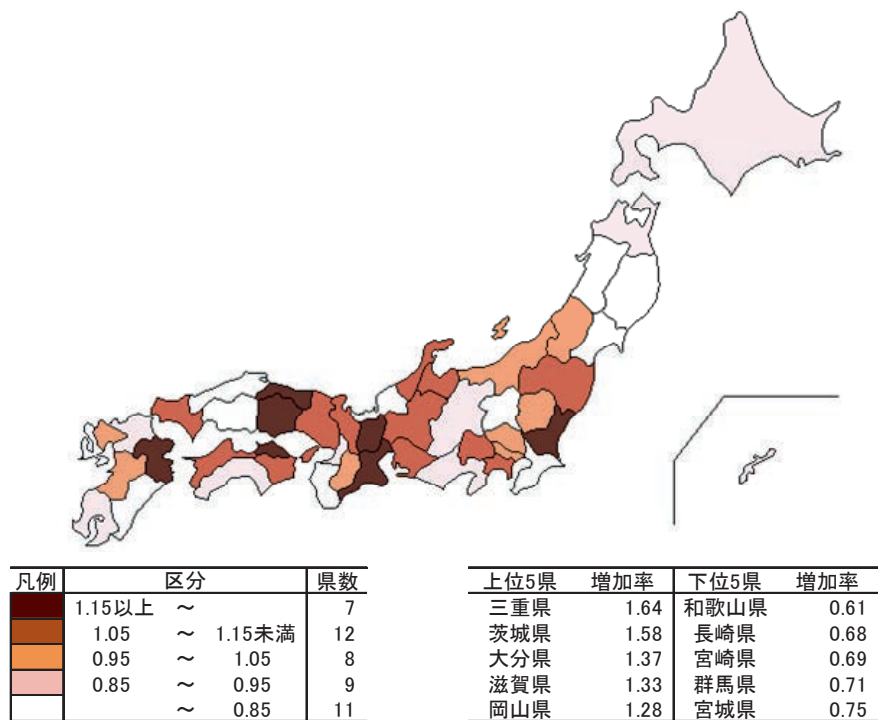 凡例 区分 県数
1.15以上 ～ 7
1.05 ～ 1.15未満 12
0.95 ～ 1.05 8
0.85 ～ 0.95 9
～ 0.85 11
上位5県 増加率 下位5県 増加率
三重県 1.64 和歌山県 0.61
茨城県 1.58 長崎県 0.68
大分県 1.37 宮崎県 0.69
滋賀県 1.33 群馬県 0.71
岡山県 1.28 宮城県 0.75